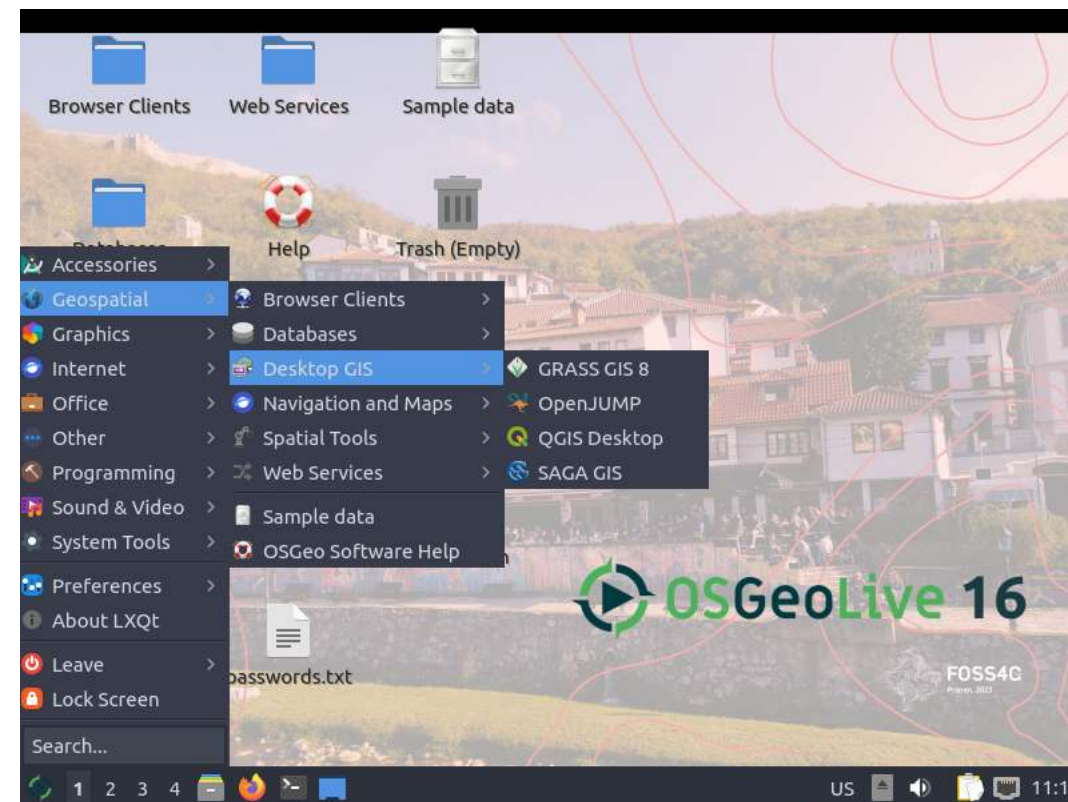 Browser Clients
Web Services
Sample data
Help
Trash (Empty)
Accessories
Geospatial
Graphics
Internet
Office
Other
Programming
Sound & Video
System Tools
Preferences
About LXQt
Leave
Lock Screen
Search...
Browser Clients
Databases
Desktop GIS
Navigation and Maps
Spatial Tools
Web Services
Sample data
OSGeo Software Help
GRASS GIS 8
OpenJUMP
QGIS Desktop
SAGA GIS
OSGeoLive 16
FOSS4G
passwords.txt
1 2 3 4
US
11:1